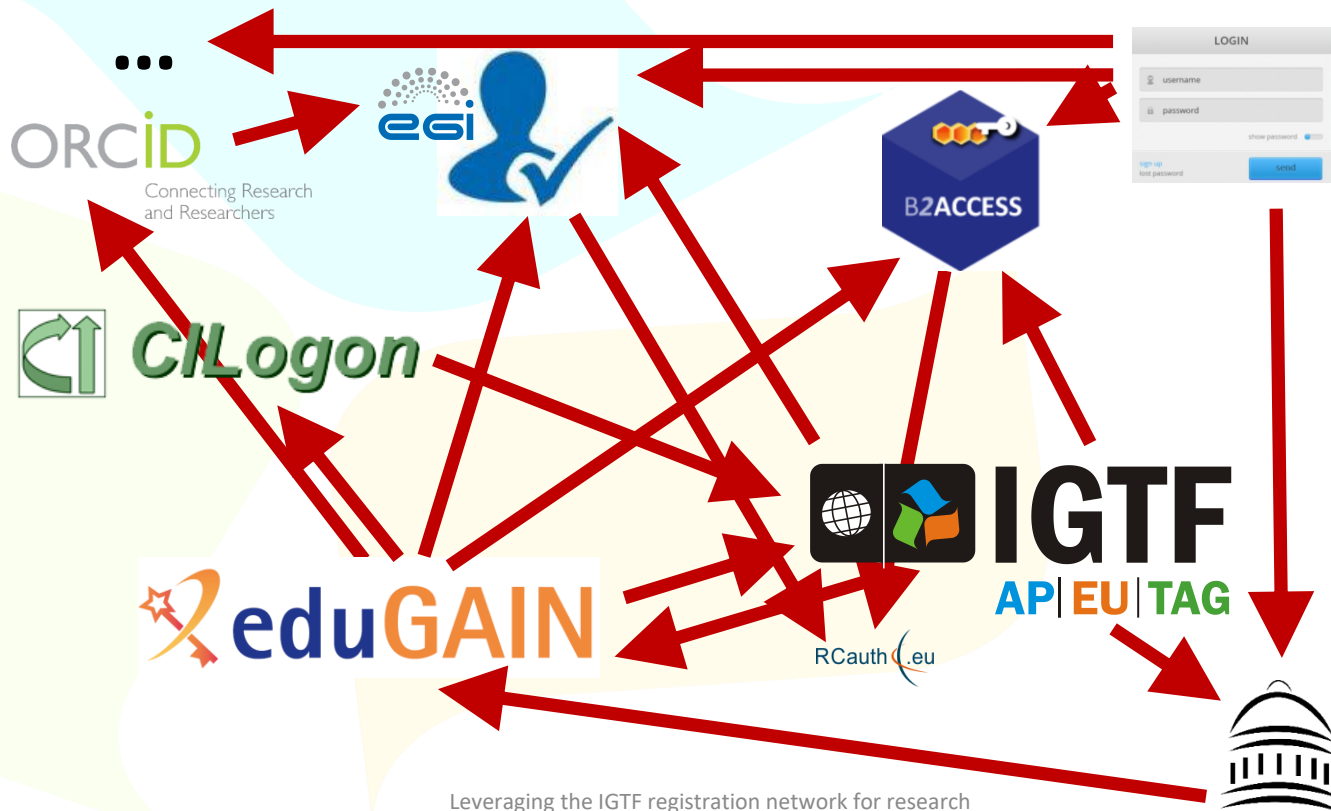 ...
LOGIN
username
password
show password
sign up
lost password
send
ORCiD
Connecting Research
and Researchers
egi
B2ACCESS
CILogon
IGTF
AP|EU|TAG
eduGAIN
RCauth.eu
Leveraging the IGTF registration network for research